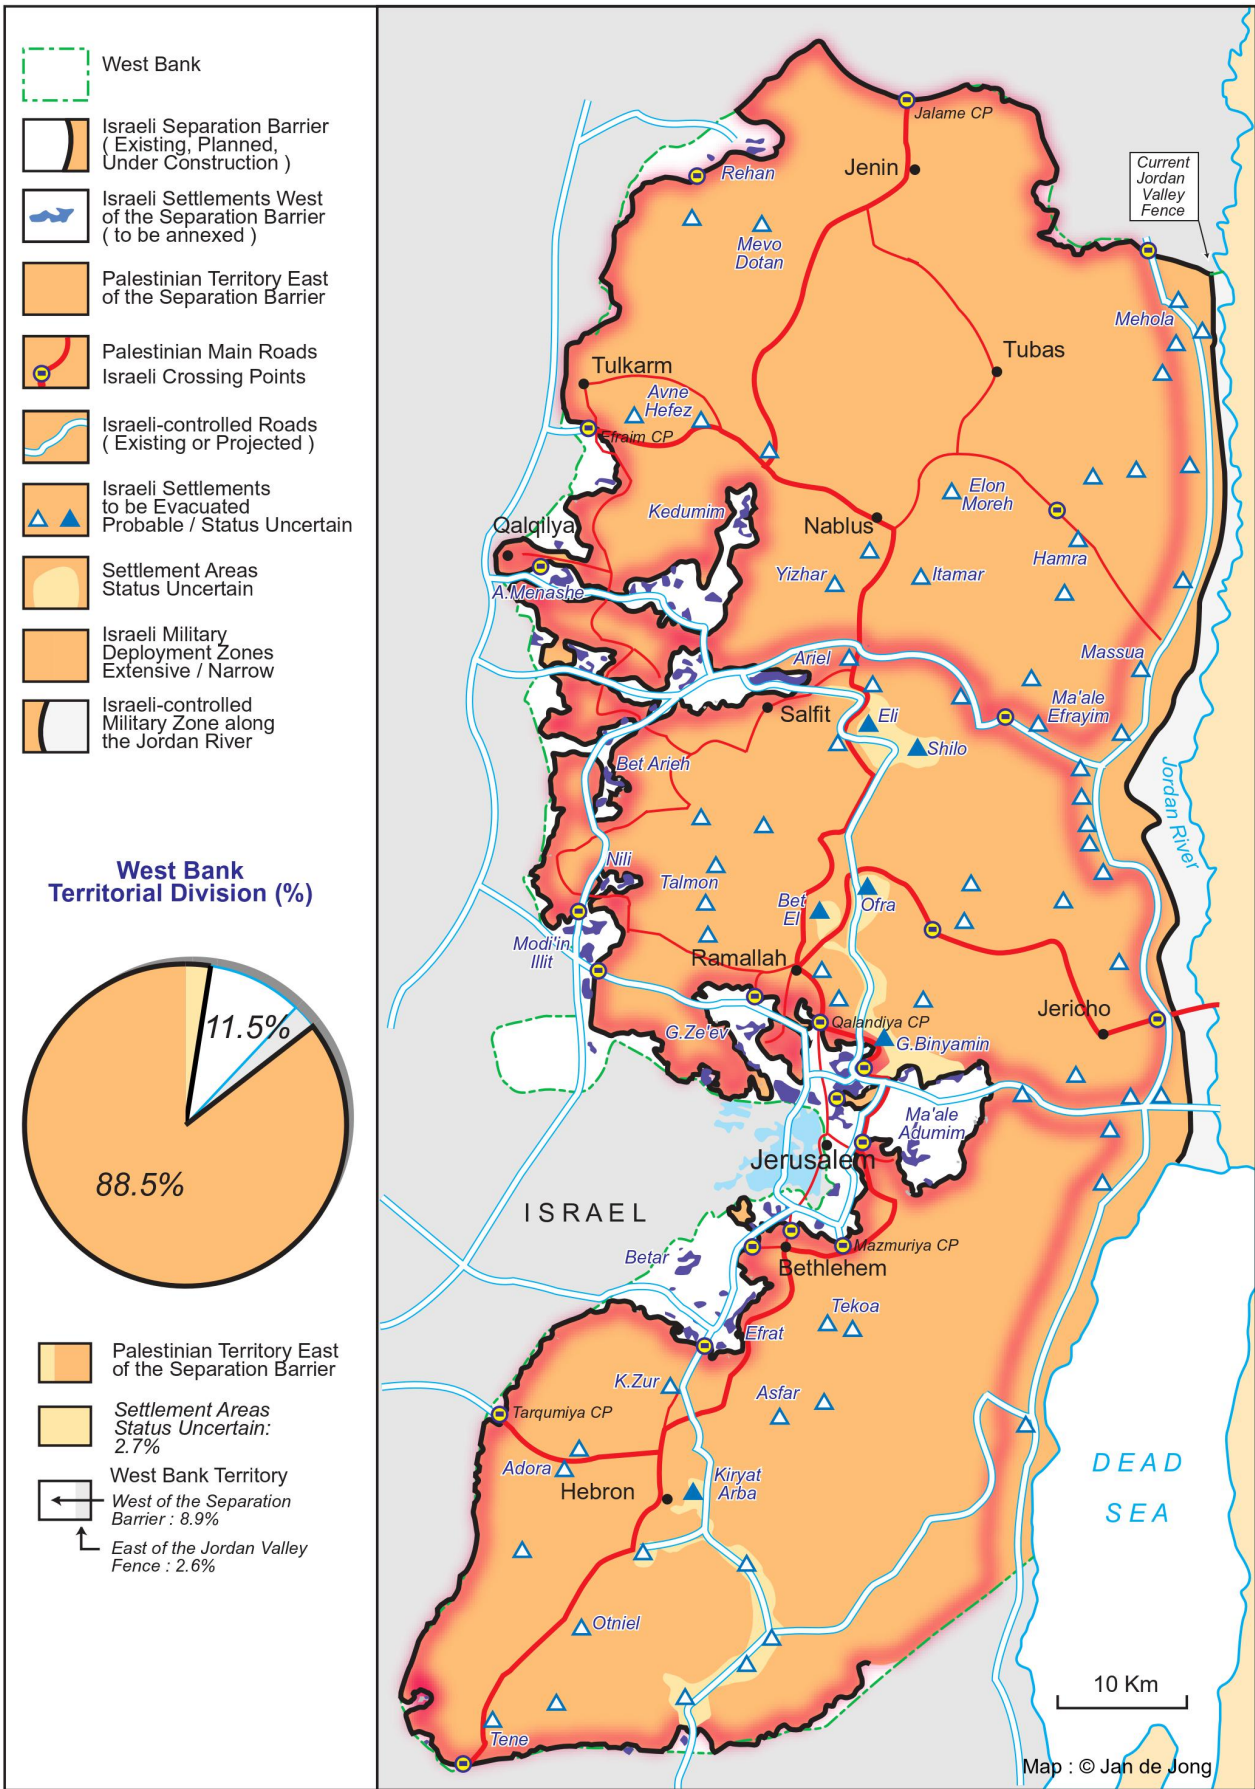 West Bank
Israeli Separation Barrier
( Existing, Planned,
Under Construction )
Israeli Settlements West
of the Separation Barrier
( to be annexed )
Palestinian Territory East
of the Separation Barrier
Palestinian Main Roads
Israeli Crossing Points
Israeli-controlled Roads
( Existing or Projected )
Israeli Settlements
to be Evacuated
Probable / Status Uncertain
Settlement Areas
Status Uncertain
Israeli Military
Deployment Zones
Extensive / Narrow
Israeli-controlled
Military Zone along
the Jordan River
West Bank
Territorial Division (%)
11.5%
88.5%
Palestinian Territory East
of the Separation Barrier
Settlement Areas
Status Uncertain:
2.7%
West Bank Territory
West of the Separation
Barrier : 8.9%
East of the Jordan Valley
Fence : 2.6%
Jalame CP
Jenin
Rehan
Current
Jordan
Valley
Fence
Mevo
Dotan
Mehola
Tubas
Tulkarm
Avne
Hefez
Efraim CP
Elon
Moreh
Kedumim
Nablus
Qalqilya
Hamra
Yizhar
Itamar
A.Menashe
Massua
Ariel
Ma'ale
Efrayim
Salfit
Eli
Shilo
Bet Arieh
Jordan River
Nili
Talmon
Bet
El
Ofra
Modi'in
Illit
Ramallah
Jericho
Qalandiya CP
G.Ze'ev
G.Binyamin
Ma'ale
Adumim
Jerusalem
ISRAEL
Mazmuriya CP
Betar
Bethlehem
Tekoa
Efrat
K.Zur
Asfar
Tarqumiya CP
Adora
Kiryat
Arba
Hebron
DEAD
SEA
Otniel
10 Km
Tene
Map : © Jan de Jong